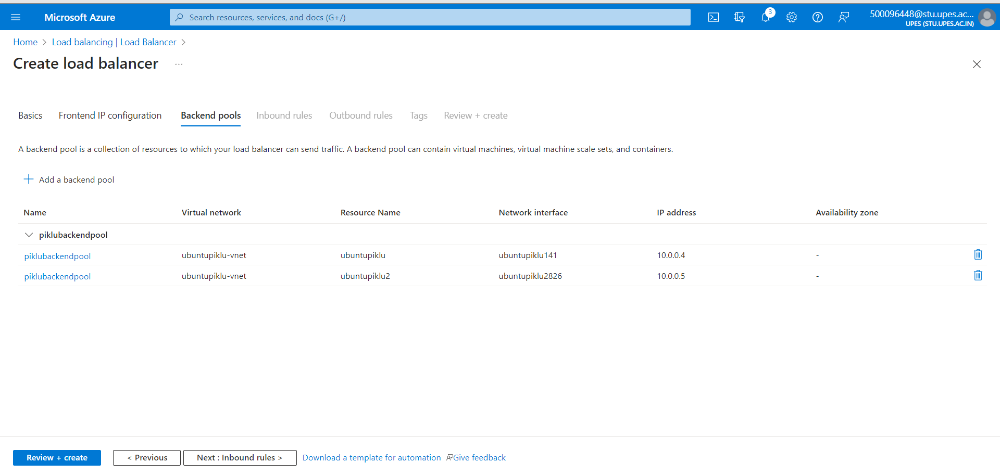 Microsoft Azure
Search resources, services, and docs (G+/)
3
500096448@stu.upes.ac...
UPES (STU.UPES.AC.IN)
Home > Load balancing | Load Balancer >
Create load balancer ...
Basics Frontend IP configuration Backend pools Inbound rules Outbound rules Tags Review + create
A backend pool is a collection of resources to which your load balancer can send traffic. A backend pool can contain virtual machines, virtual machine scale sets, and containers.
Add a backend pool
Name Virtual network Resource Name Network interface IP address Availability zone
piklubackendpool
piklubackendpool ubuntupiklu-vnet ubuntupiklu ubuntupiklu141 10.0.0.4 -
piklubackendpool ubuntupiklu-vnet ubuntupiklu2 ubuntupiklu2826 10.0.0.5 -
Review + create < Previous Next : Inbound rules > Download a template for automation Give feedback